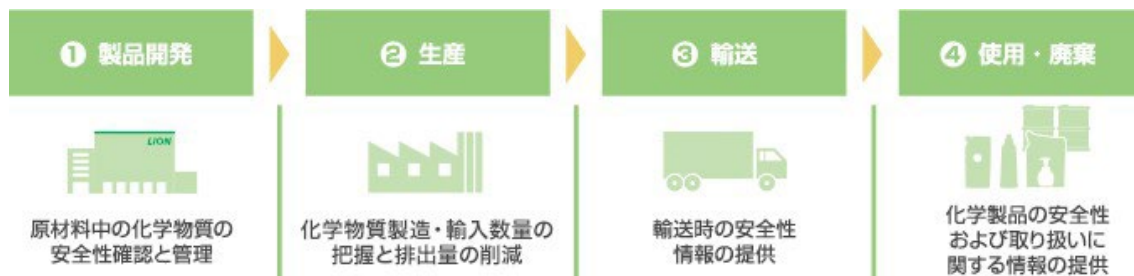 ❶ 製品開発
❷ 生産
❸ 輸送
❹ 使用・廃棄
LION
原材料中の化学物質の
安全性確認と管理
化学物質製造・輸入数量の
把握と排出量の削減
輸送時の安全性
情報の提供
化学製品の安全性
および取り扱いに
関する情報の提供